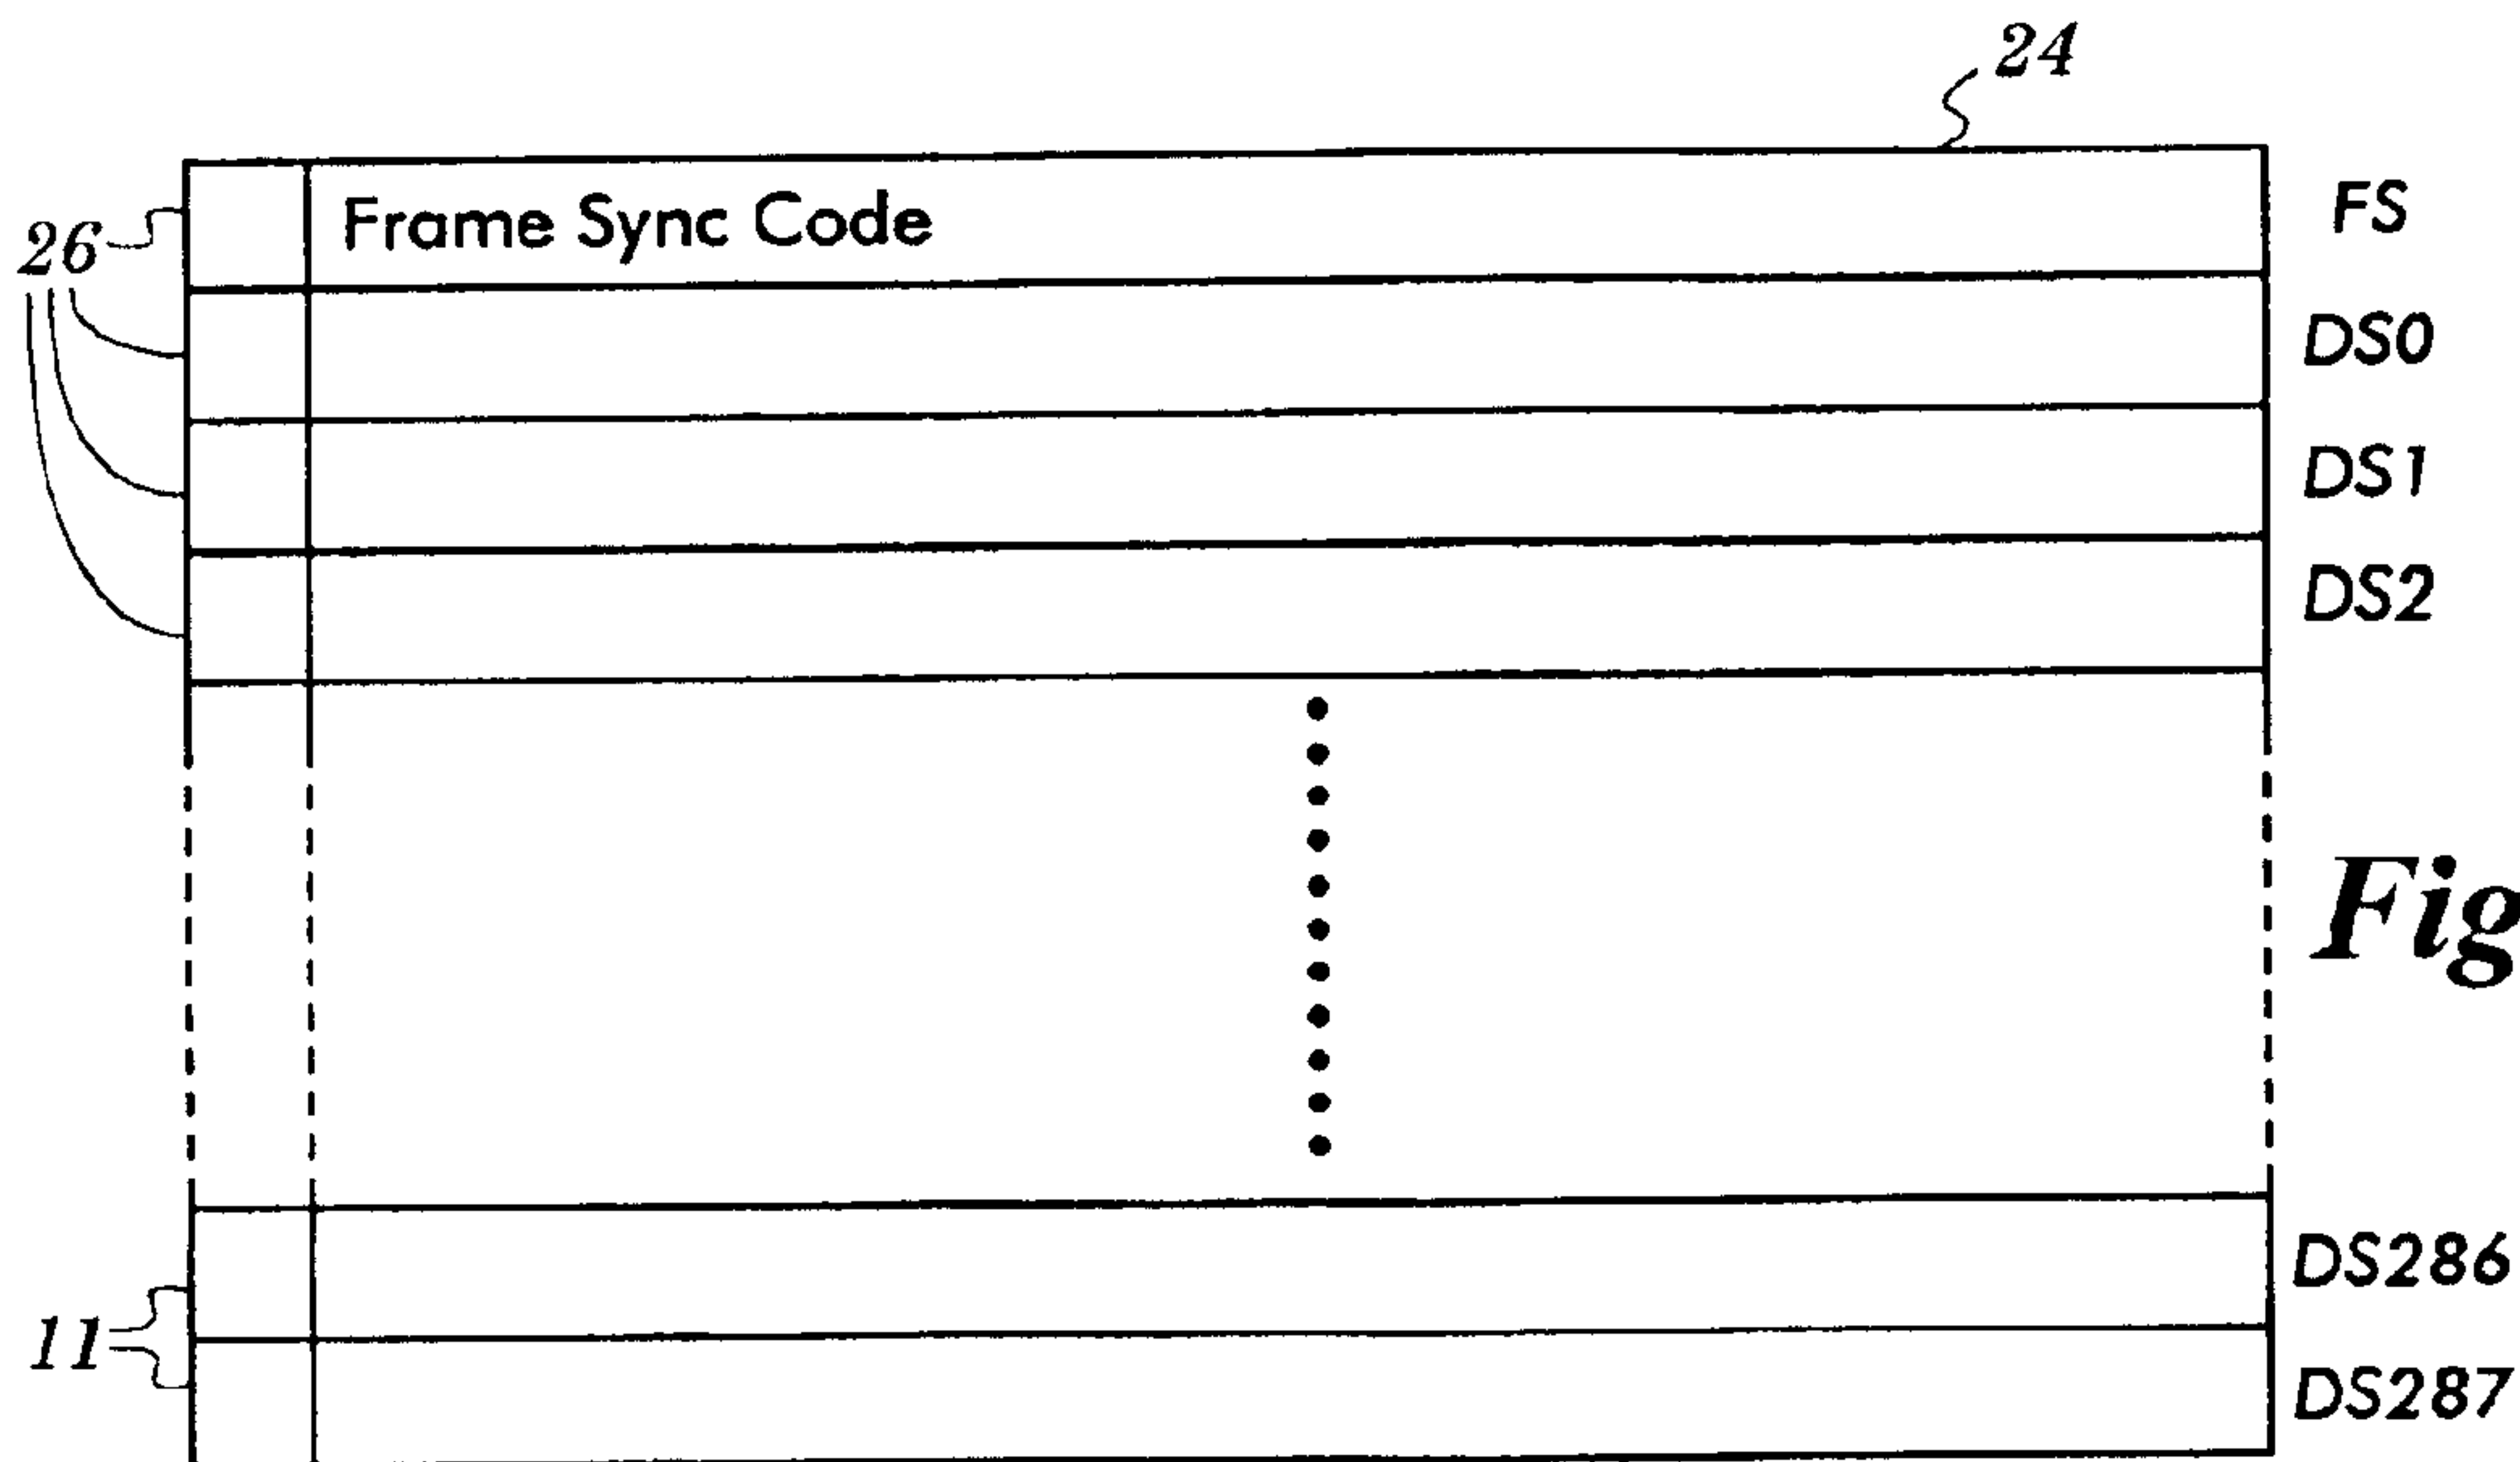 24
Frame Sync Code FS
26
DS0
DS1
DS2
Fig
DS286
11
DS287